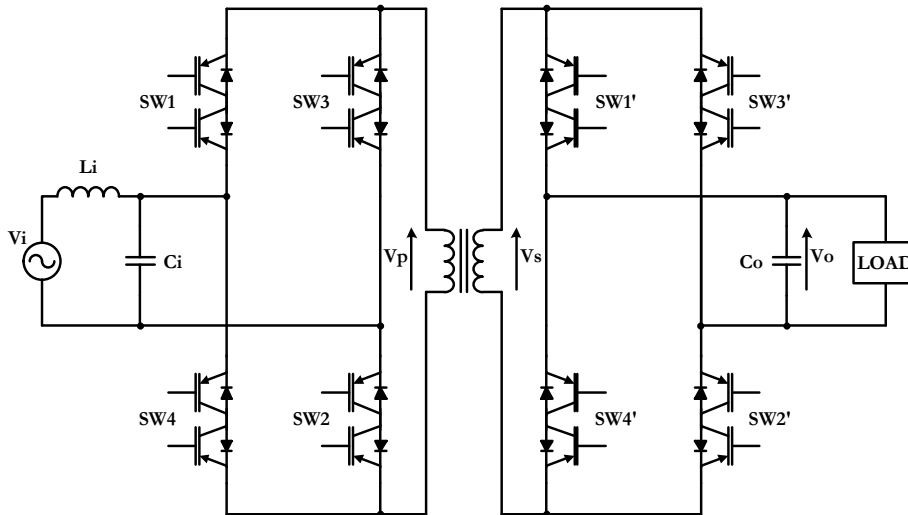 SW1
SW3
SW1'
SW3'
Li
Vi
Ci
Vp
Vs
Co
Vo
LOAD
SW4
SW2
SW4'
SW2'